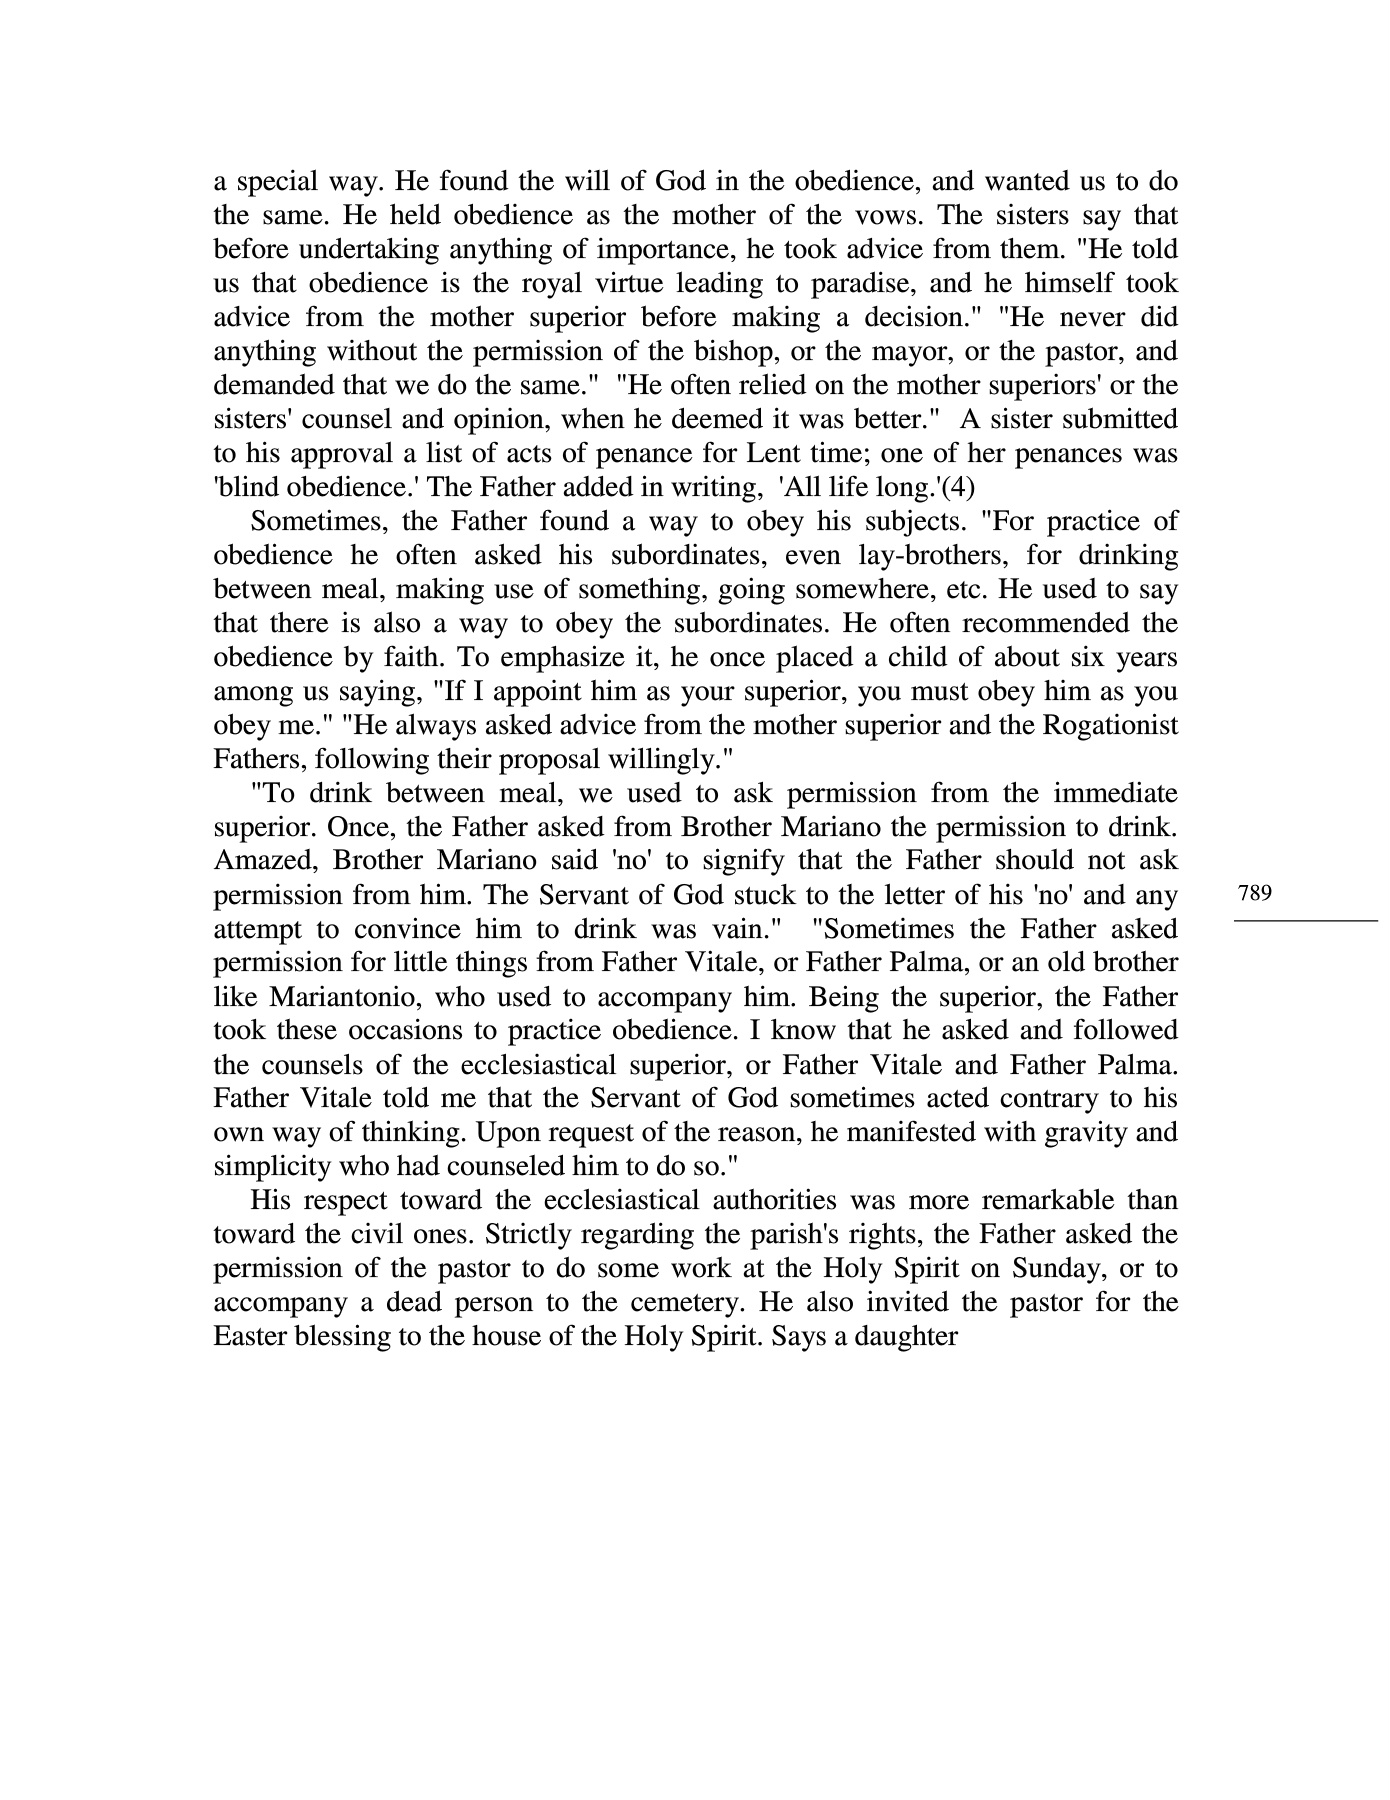 a special way. He found the will of God in the obedience, and wanted us to do
the same. He held obedience as the mother of the vows. The sisters say that
before undertaking anything of importance, he took advice from them. "He told
us that obedience is the royal virtue leading to paradise, and he himself took
advice from the mother superior before making a decision." "He never did
anything without the permission of the bishop, or the mayor, or the pastor, and
demanded that we do the same."  "He often relied on the mother superiors' or the
sisters' counsel and opinion, when he deemed it was better."  A sister submitted
to his approval a list of acts of penance for Lent time; one of her penances was
'blind obedience.' The Father added in writing,  'All life long.'(4)
Sometimes, the Father found a way to obey his subjects. "For practice of
obedience he often asked his subordinates, even lay-brothers, for drinking
between meal, making use of something, going somewhere, etc. He used to say
that there is also a way to obey the subordinates. He often recommended the
obedience by faith. To emphasize it, he once placed a child of about six years
among us saying, "If I appoint him as your superior, you must obey him as you
obey me." "He always asked advice from the mother superior and the Rogationist
Fathers, following their proposal willingly."
"To drink between meal, we used to ask permission from the immediate
superior. Once, the Father asked from Brother Mariano the permission to drink.
Amazed, Brother Mariano said 'no' to signify that the Father should not ask
permission from him. The Servant of God stuck to the letter of his 'no' and any
attempt to convince him to drink was vain."  "Sometimes the Father asked
permission for little things from Father Vitale, or Father Palma, or an old brother
like Mariantonio, who used to accompany him. Being the superior, the Father
took these occasions to practice obedience. I know that he asked and followed
the counsels of the ecclesiastical superior, or Father Vitale and Father Palma.
Father Vitale told me that the Servant of God sometimes acted contrary to his
own way of thinking. Upon request of the reason, he manifested with gravity and
simplicity who had counseled him to do so."
His respect toward the ecclesiastical authorities was more remarkable than
toward the civil ones. Strictly regarding the parish's rights, the Father asked the
permission of the pastor to do some work at the Holy Spirit on Sunday, or to
accompany a dead person to the cemetery. He also invited the pastor for the
Easter blessing to the house of the Holy Spirit. Says a daughter
789